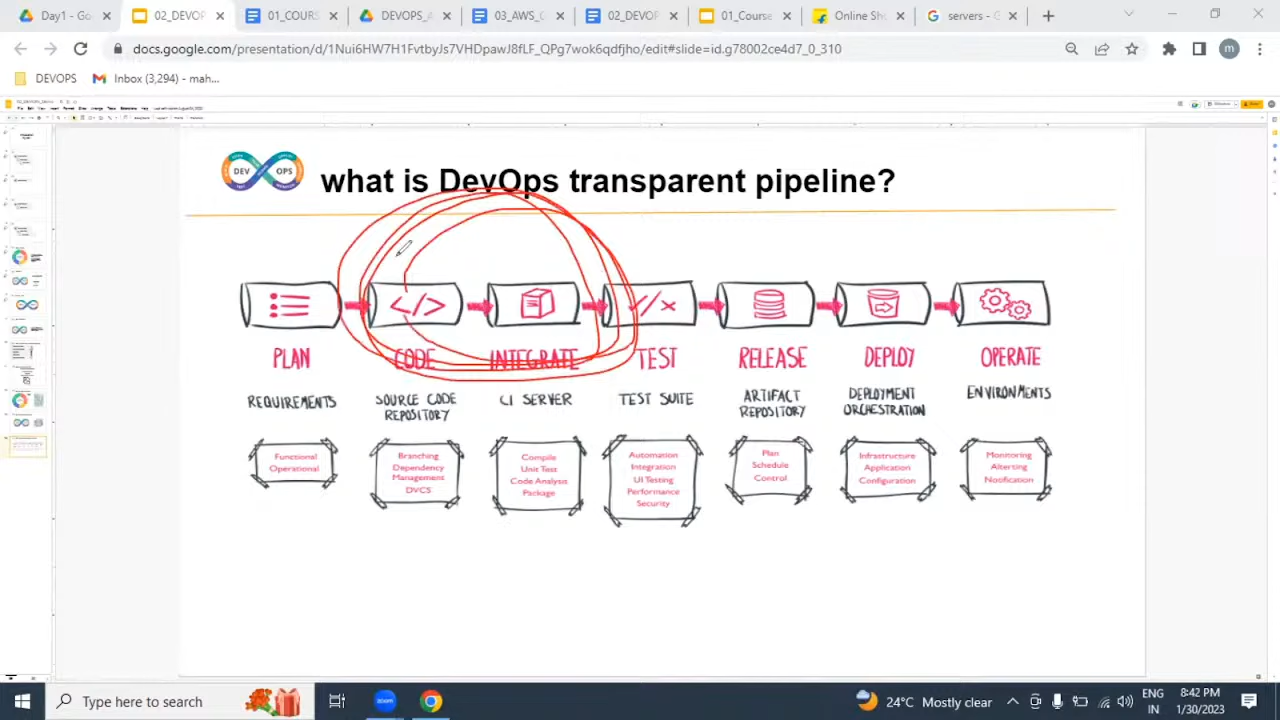 Day1 - Go
02_DEVOP
01_COURS
DEVOPS_A
03_AWS_C
02_DEVOP
01_Course
Online Sh
servers - G
docs.google.com/presentation/d/1Nui6HW7H1FvtbyJs7VHDpawJ8fLF_QPg7wok6qdfjho/edit#slide=id.g78002ce4d7_0_310
m
DEVOPS
Inbox (3,294) - mah...
DEV OPS
what is DevOps transparent pipeline?
</>
//x
PLAN
CODE
INTEGRATE
TEST
RELEASE
DEPLOY
OPERATE
REQUIREMENTS
SOURCE CODE
REPOSITORY
CI SERVER
TEST SUITE
ARTIFACT
REPOSITORY
DEPLOYMENT
ORCHESTRATION
ENVIRONMENTS
Functional
Operational
Branching
Dependency
Management
DVCS
Compile
Unit Test
Code Analysis
Package
Automation
Integration
UI Testing
Performance
Security
Plan
Schedule
Control
Infrastructure
Application
Configuration
Monitoring
Alterting
Notification
Type here to search
zoom
24°C Mostly clear
ENG
IN
8:42 PM
1/30/2023